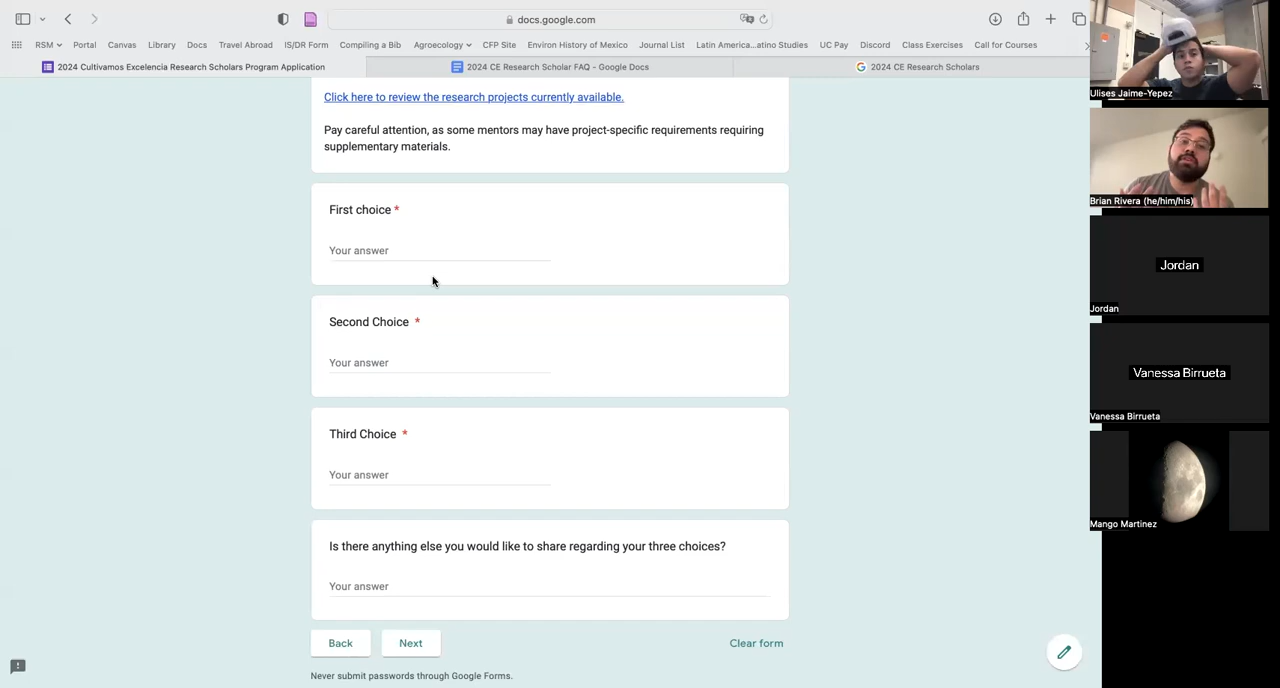 docs.google.com
RSM
Portal
Canvas
Library
Docs
Travel Abroad
IS/DR Form
Compiling a Bib
Agroecology
CFP Site
Environ History of Mexico
Journal List
Latin America...atino Studies
UC Pay
Discord
Class Exercises
Call for Courses
2024 Cultivamos Excelencia Research Scholars Program Application
2024 CE Research Scholar FAQ - Google Docs
2024 CE Research Scholars
Click here to review the research projects currently available.
Pay careful attention, as some mentors may have project-specific requirements requiring
supplementary materials.
First choice *
Your answer
Second Choice *
Your answer
Third Choice *
Your answer
Is there anything else you would like to share regarding your three choices?
Your answer
Back
Next
Clear form
Never submit passwords through Google Forms.
Ulises Jaime-Yepez
Brian Rivera (he/him/his)
Jordan
Jordan
Vanessa Birrueta
Vanessa Birrueta
Mango Martinez